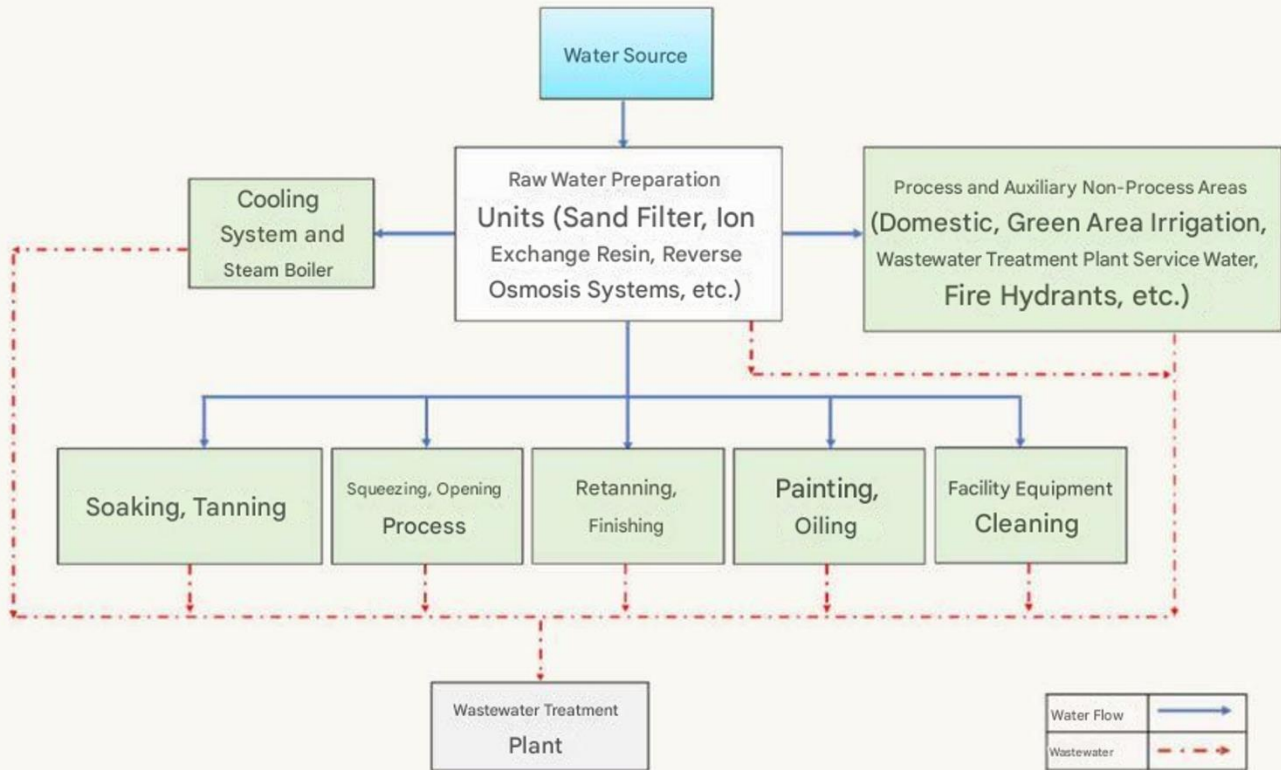 Water Source
Cooling
System and
Steam Boiler
Raw Water Preparation
Units (Sand Filter, Ion
Exchange Resin, Reverse
Osmosis Systems, etc.)
Process and Auxiliary Non-Process Areas
(Domestic, Green Area Irrigation,
Wastewater Treatment Plant Service Water,
Fire Hydrants, etc.)
Soaking, Tanning
Squeezing, Opening
Process
Retanning,
Finishing
Painting,
Oiling
Facility Equipment
Cleaning
Wastewater Treatment
Plant
Water Flow
Wastewater